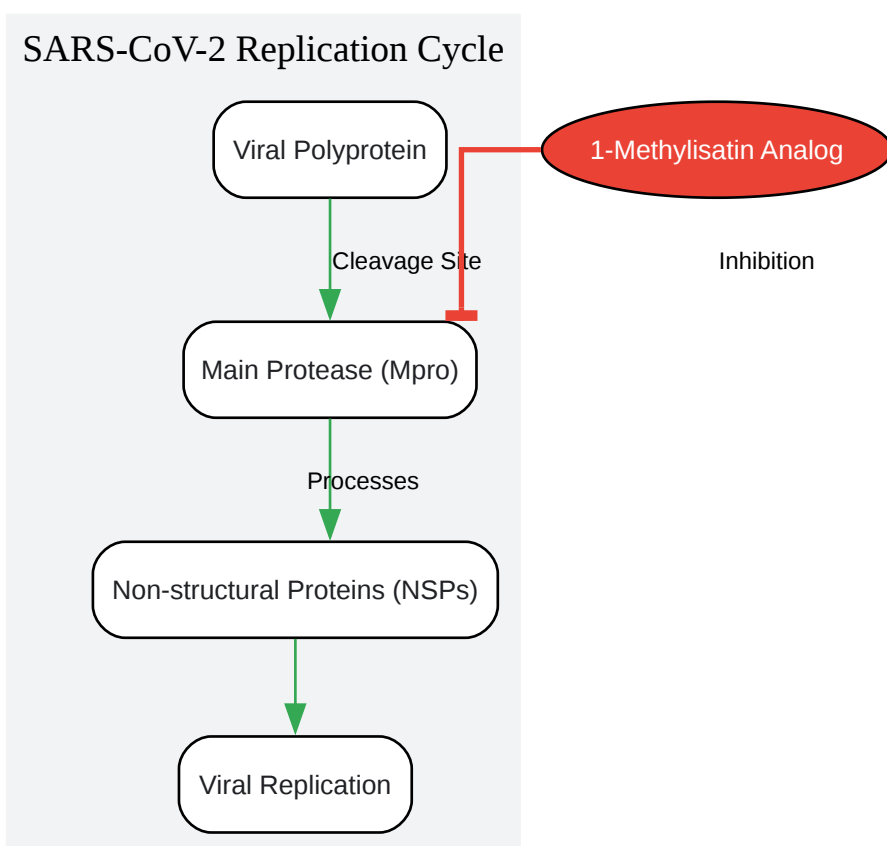 SARS-CoV-2 Replication Cycle
Viral Polyprotein
1-Methylisatin Analog
Cleavage Site
Inhibition
Main Protease (Mpro)
Processes
Non-structural Proteins (NSPs)
Viral Replication